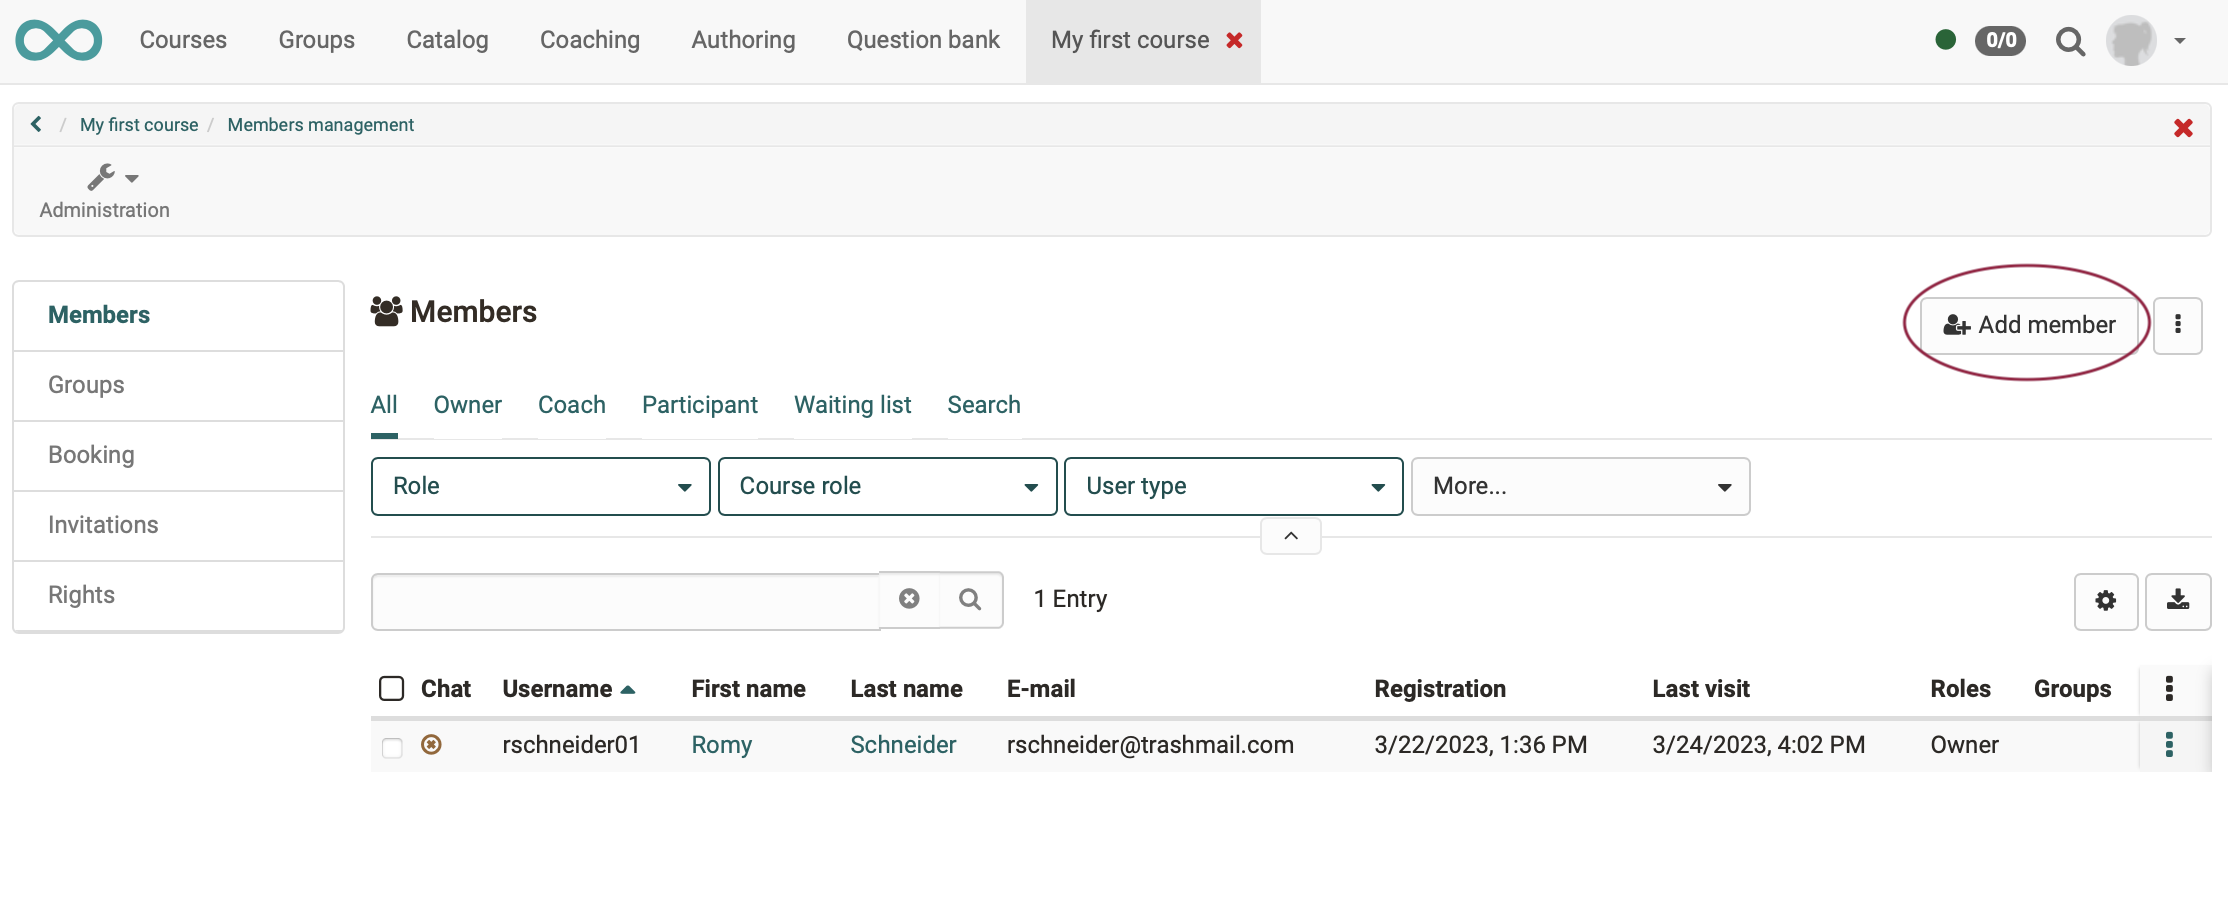 Courses Groups Catalog Coaching Authoring Question bank My first course 0/0
/ My first course / Members management
Administration
Members
Groups
Booking
Invitations
Rights
Members
Add member
All Owner Coach Participant Waiting list Search
Role Course role User type More...
1 Entry
Chat Username First name Last name E-mail Registration Last visit Roles Groups
rschneider01 Romy Schneider rschneider@trashmail.com 3/22/2023, 1:36 PM 3/24/2023, 4:02 PM Owner